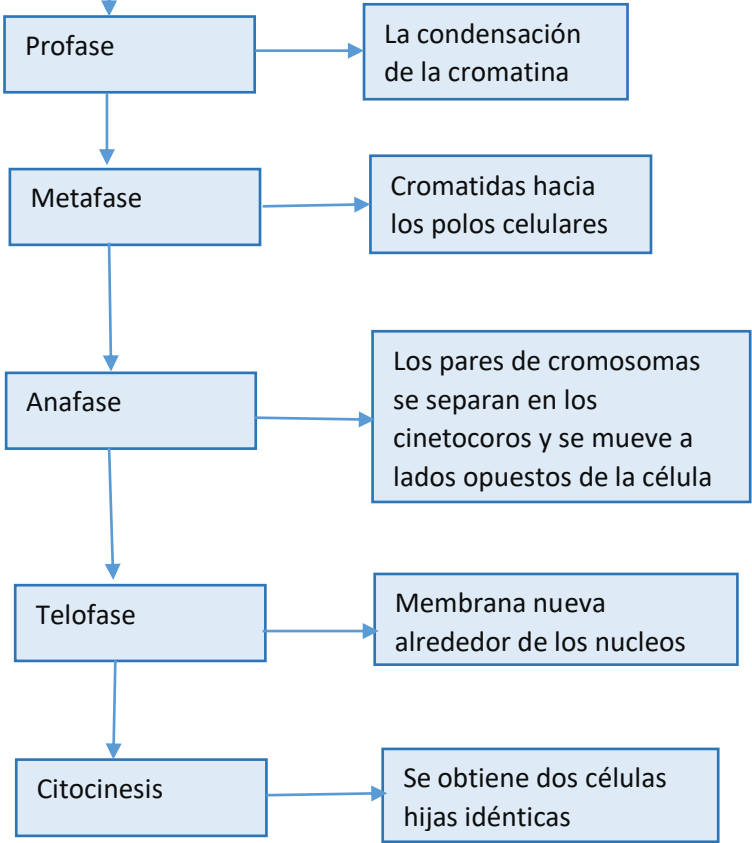 Profase
La condensación
de la cromatina
Metafase
Cromatidas hacia
los polos celulares
Anafase
Los pares de cromosomas
se separan en los
cinetocoros y se mueve a
lados opuestos de la célula
Telofase
Membrana nueva
alrededor de los nucleos
Citocinesis
Se obtiene dos células
hijas idénticas